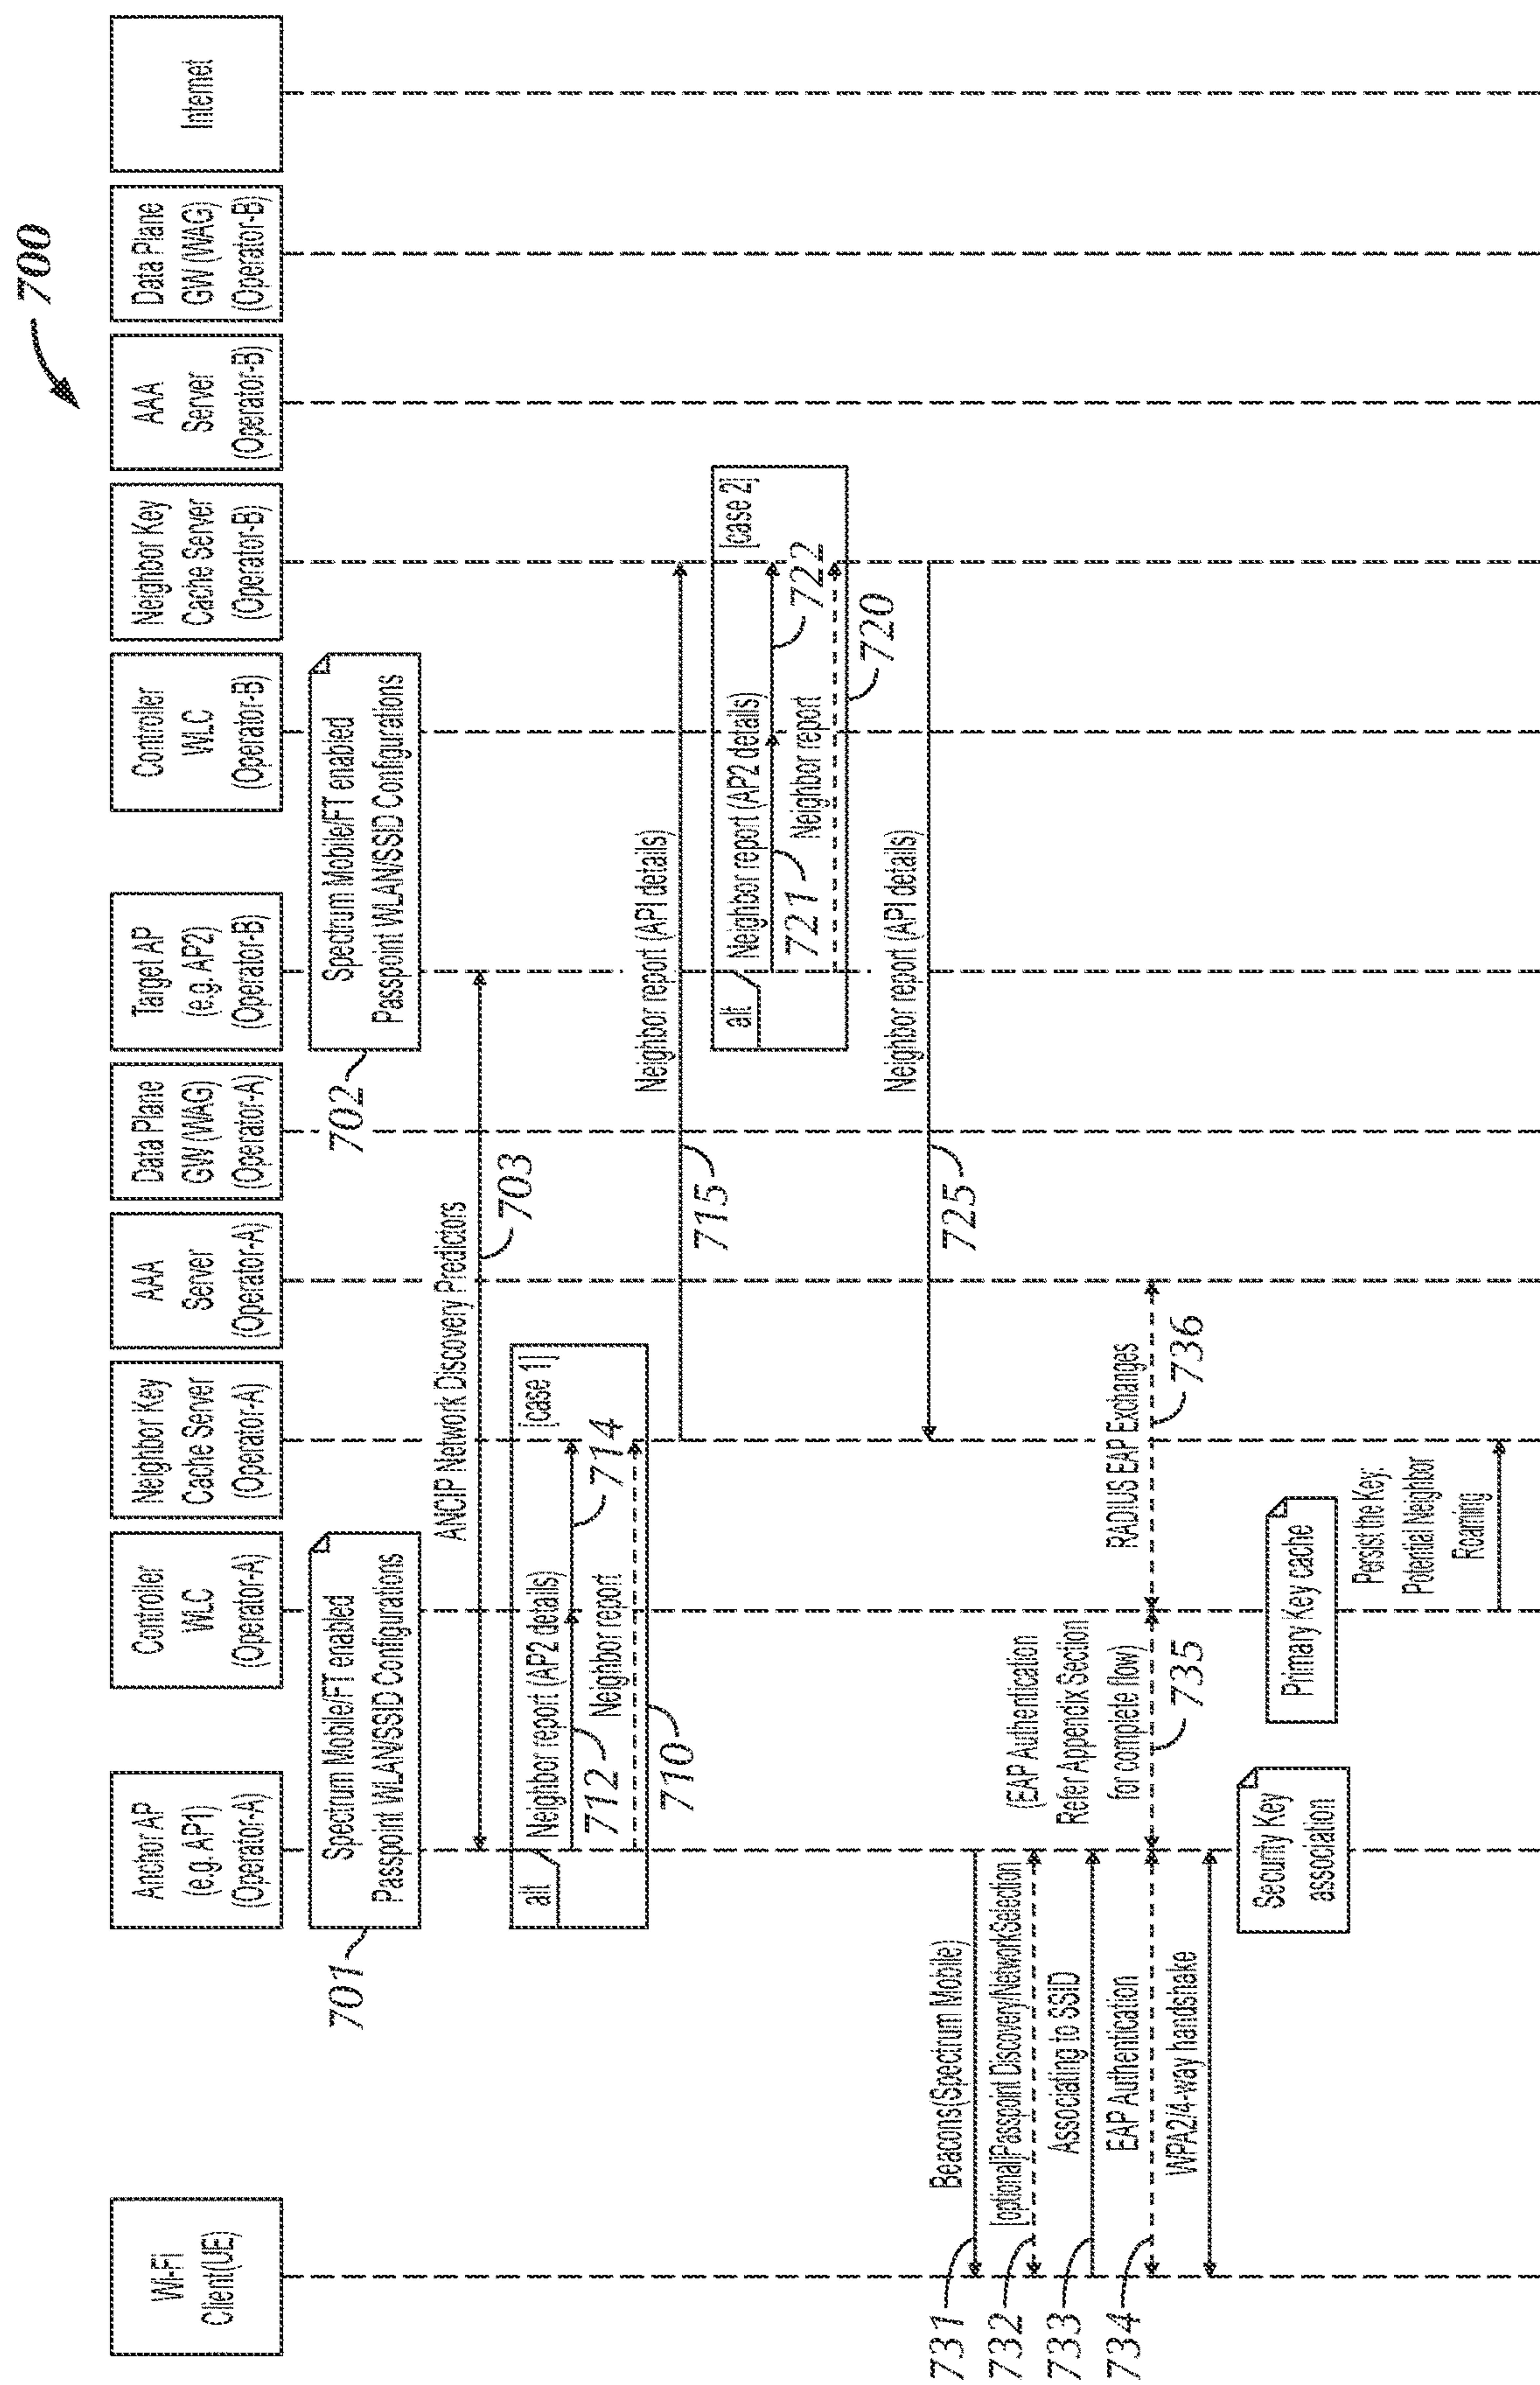 700
Wi-Fi
Client(UE)
Anchor AP
(e.g. AP1)
(Operator-A)
Controller
WLC
(Operator-A)
Neighbor Key
Cache Server
(Operator-A)
AAA
Server
(Operator-A)
Data Plane
GW (WAG)
(Operator-A)
Target AP
(e.g. AP2)
(Operator-B)
Controller
WLC
(Operator-B)
Neighbor Key
Cache Server
(Operator-B)
AAA
Server
(Operator-B)
Data Plane
GW (WAG)
(Operator-B)
Internet
701
Spectrum Mobile/FT enabled
Passpoint WLAN/SSID Configurations
702
Spectrum Mobile/FT enabled
Passpoint WLAN/SSID Configurations
ANCIP Network Discovery Predictors
703
alt
[case 1]
Neighbor report (AP2 details)
712
714
Neighbor report
710
Neighbor report (API details)
715
alt
[case 2]
Neighbor report (AP2 details)
721
722
Neighbor report
720
Neighbor report (API details)
725
Beacons(Spectrum Mobile)
731
[optional]Passpoint Discovery/NetworkSelection
732
Associating to SSID
733
EAP Authentication
734
(EAP Authentication
Refer Appendix Section
for complete flow)
735
RADIUS EAP Exchanges
736
WPA2/4-way handshake
Security Key
association
Primary Key cache
Persist the Key:
Potential Neighbor
Roaming